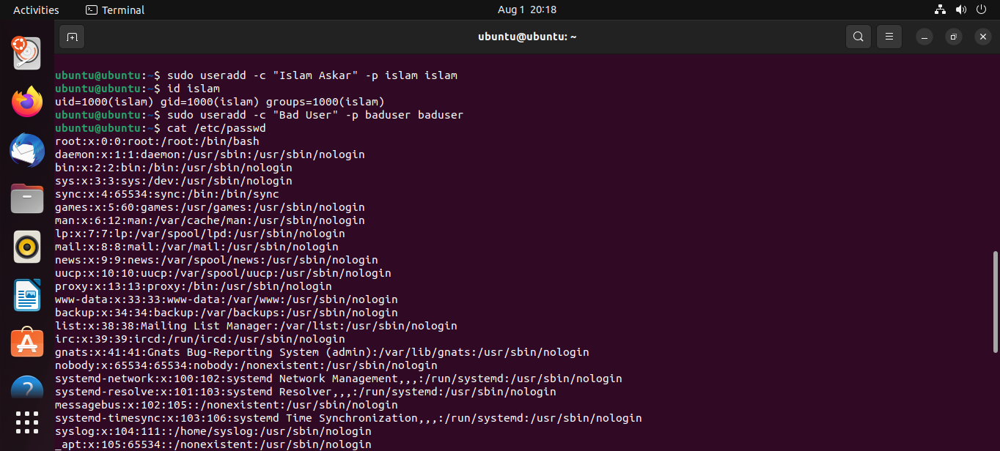 Activities Terminal Aug 1 20:18
ubuntu@ubuntu: ~
ubuntu@ubuntu:~$ sudo useradd -c "Islam Askar" -p islam islam
ubuntu@ubuntu:~$ id islam
uid=1000(islam) gid=1000(islam) groups=1000(islam)
ubuntu@ubuntu:~$ sudo useradd -c "Bad User" -p baduser baduser
ubuntu@ubuntu:~$ cat /etc/passwd
root:x:0:0:root:/root:/bin/bash
daemon:x:1:1:daemon:/usr/sbin:/usr/sbin/nologin
bin:x:2:2:bin:/bin:/usr/sbin/nologin
sys:x:3:3:sys:/dev:/usr/sbin/nologin
sync:x:4:65534:sync:/bin:/bin/sync
games:x:5:60:games:/usr/games:/usr/sbin/nologin
man:x:6:12:man:/var/cache/man:/usr/sbin/nologin
lp:x:7:7:lp:/var/spool/lpd:/usr/sbin/nologin
mail:x:8:8:mail:/var/mail:/usr/sbin/nologin
news:x:9:9:news:/var/spool/news:/usr/sbin/nologin
uucp:x:10:10:uucp:/var/spool/uucp:/usr/sbin/nologin
proxy:x:13:13:proxy:/bin:/usr/sbin/nologin
www-data:x:33:33:www-data:/var/www:/usr/sbin/nologin
backup:x:34:34:backup:/var/backups:/usr/sbin/nologin
list:x:38:38:Mailing List Manager:/var/list:/usr/sbin/nologin
irc:x:39:39:ircd:/run/ircd:/usr/sbin/nologin
gnats:x:41:41:Gnats Bug-Reporting System (admin):/var/lib/gnats:/usr/sbin/nologin
nobody:x:65534:65534:nobody:/nonexistent:/usr/sbin/nologin
systemd-network:x:100:102:systemd Network Management,,,:/run/systemd:/usr/sbin/nologin
systemd-resolve:x:101:103:systemd Resolver,,,:/run/systemd:/usr/sbin/nologin
messagebus:x:102:105::/nonexistent:/usr/sbin/nologin
systemd-timesync:x:103:106:systemd Time Synchronization,,,:/run/systemd:/usr/sbin/nologin
syslog:x:104:111::/home/syslog:/usr/sbin/nologin
_apt:x:105:65534::/nonexistent:/usr/sbin/nologin